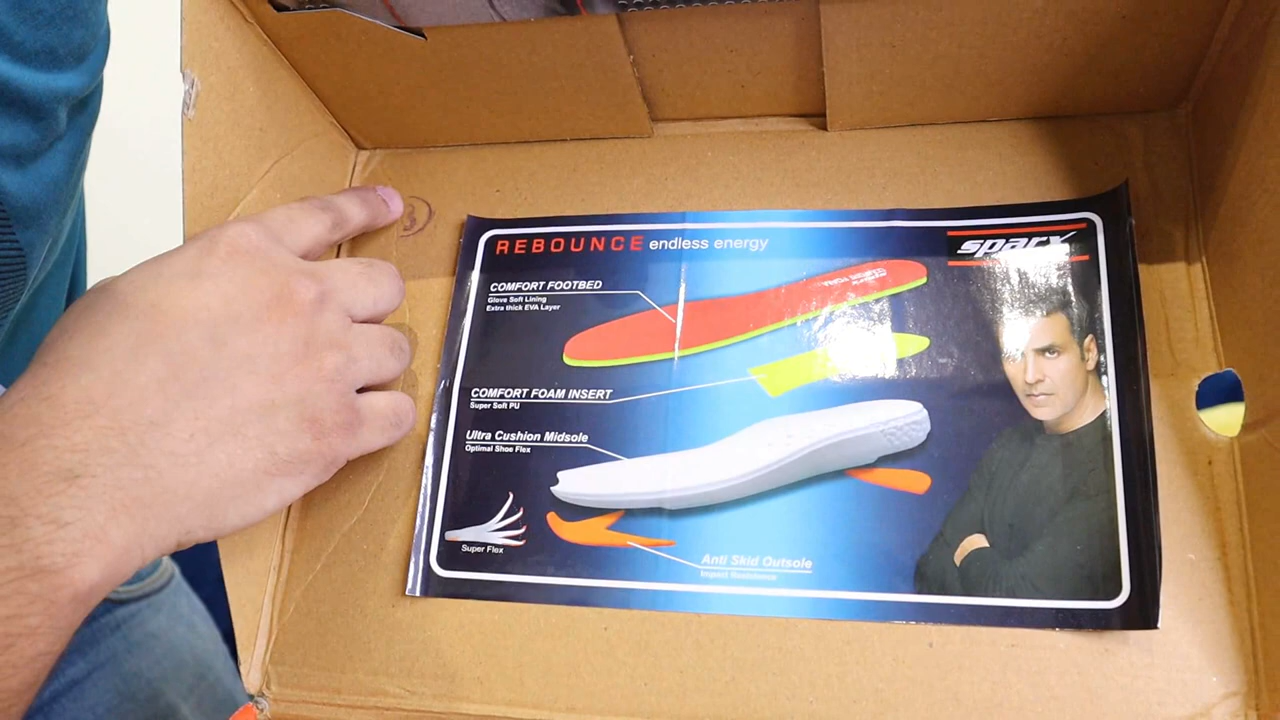 REBOUNCE endless energy
sparx
COMFORT FOOTBED
Glove Soft Lining
Extra thick EVA Layer
COMFORT FOAM INSERT
Super Soft PU
Ultra Cushion Midsole
Optimal Shoe Flex
Super Flex
Anti Skid Outsole
Impact Resistance